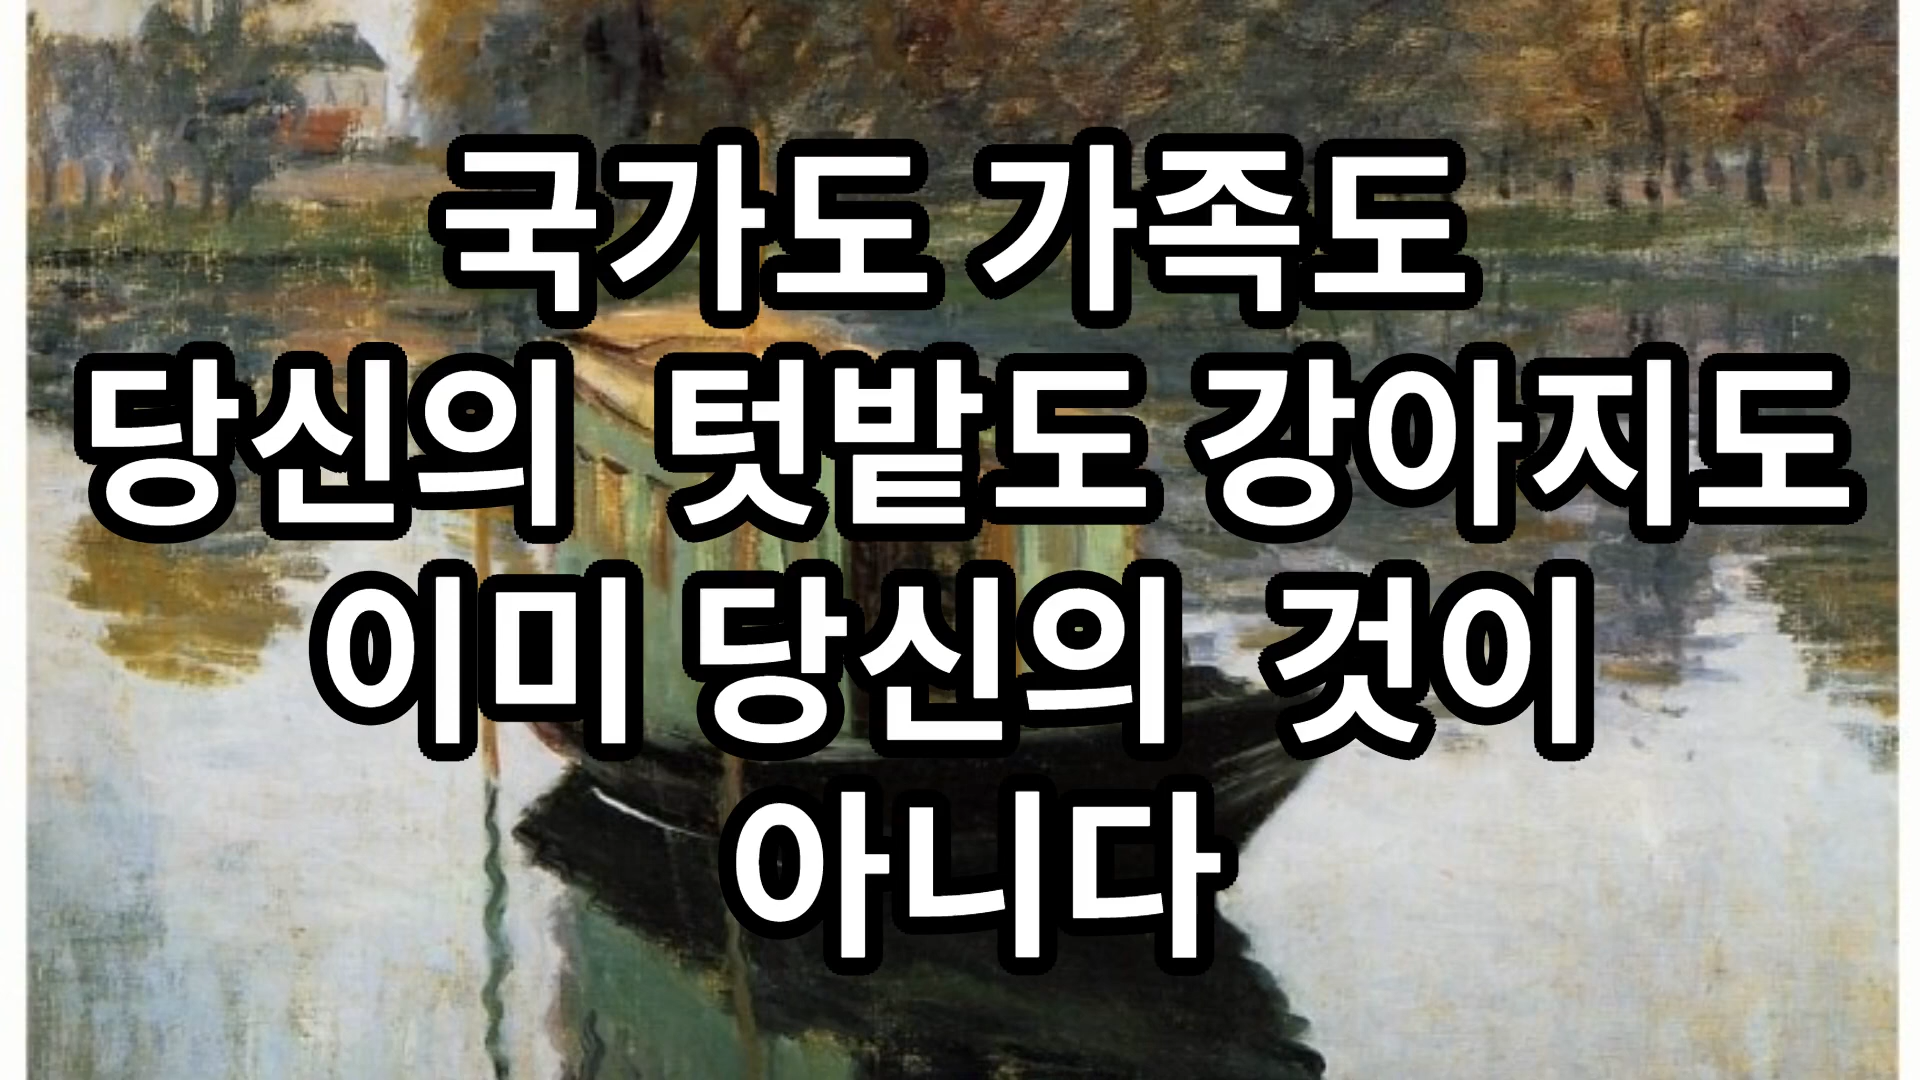 국가도 가족도
당신의 텃밭도 강아지도
이미 당신의 것이
아니다